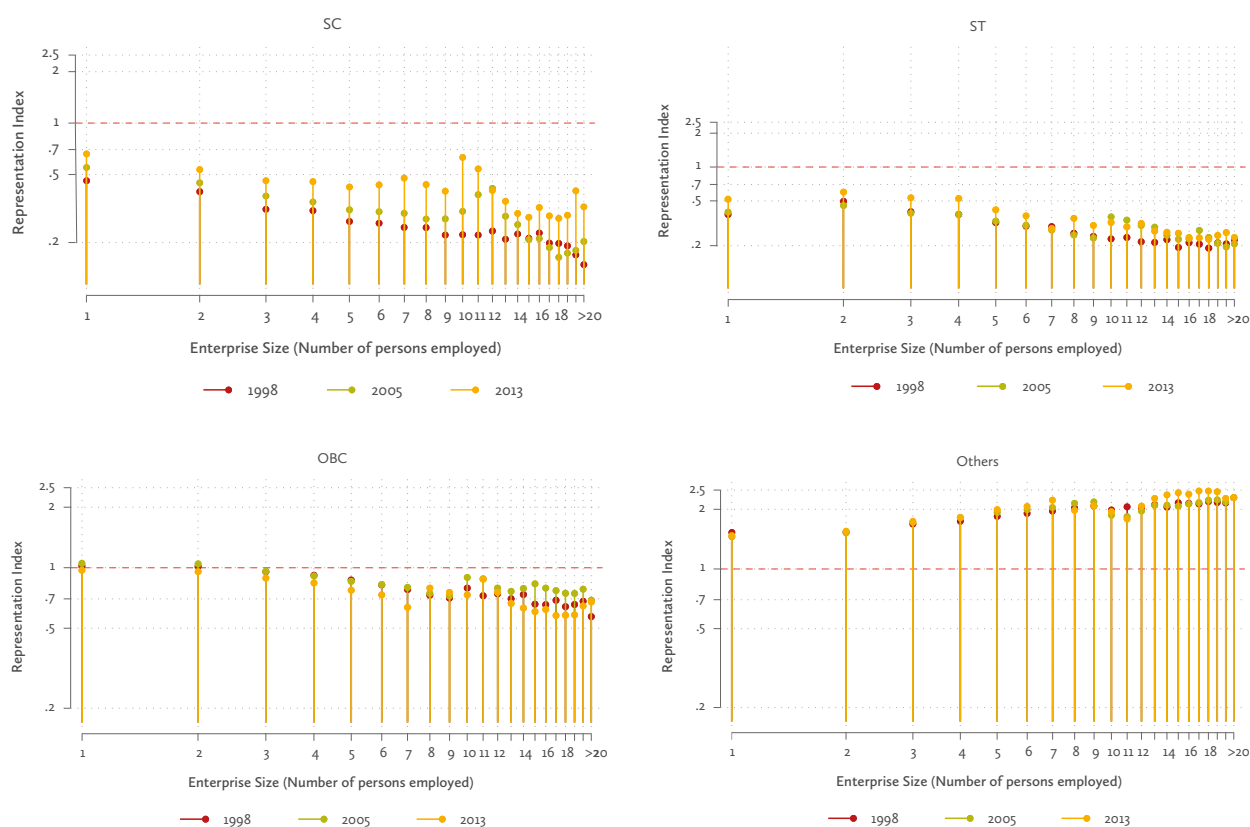 SC
2.5
2
1
.7
.5
.2
Representation Index
1 2 3 4 5 6 7 8 9 10 11 12 14 16 18 >20
Enterprise Size (Number of persons employed)
1998 2005 2013
ST
2.5
2
1
.7
.5
.2
Representation Index
1 2 3 4 5 6 7 8 9 10 11 12 14 16 18 >20
Enterprise Size (Number of persons employed)
1998 2005 2013
OBC
2.5
2
1
.7
.5
.2
Representation Index
1 2 3 4 5 6 7 8 9 10 11 12 14 16 18 >20
Enterprise Size (Number of persons employed)
1998 2005 2013
Others
2.5
2
1
.7
.5
.2
Representation Index
1 2 3 4 5 6 7 8 9 10 11 12 14 16 18 >20
Enterprise Size (Number of persons employed)
1998 2005 2013